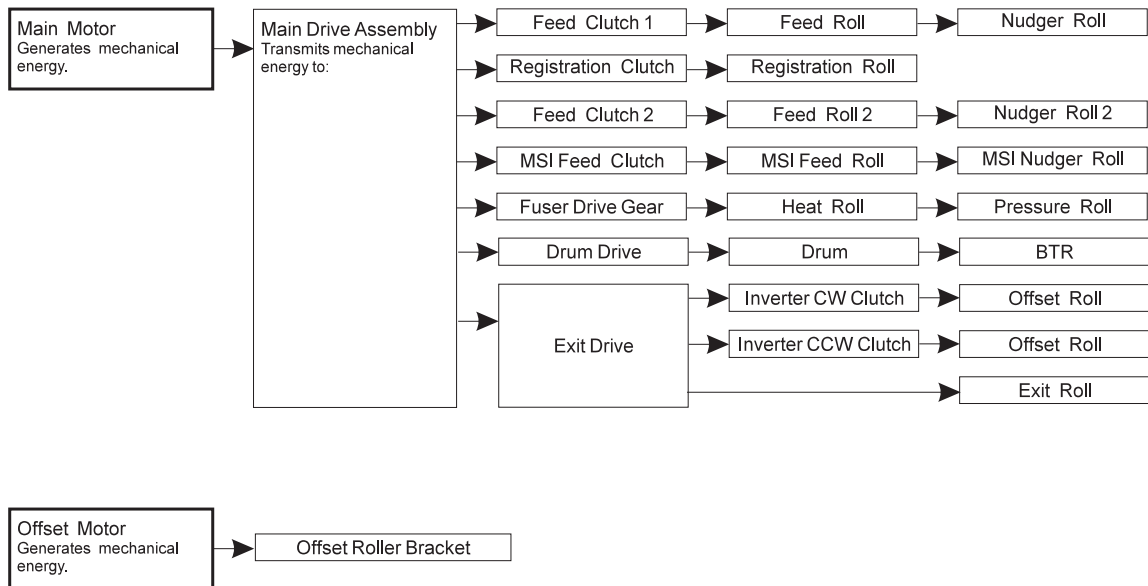 Main Motor
Generates mechanical
energy.
Main Drive Assembly
Transmits mechanical
energy to:
Feed Clutch 1
Feed Roll
Nudger Roll
Registration Clutch
Registration Roll
Feed Clutch 2
Feed Roll 2
Nudger Roll 2
MSI Feed Clutch
MSI Feed Roll
MSI Nudger Roll
Fuser Drive Gear
Heat Roll
Pressure Roll
Drum Drive
Drum
BTR
Exit Drive
Inverter CW Clutch
Offset Roll
Inverter CCW Clutch
Offset Roll
Exit Roll
Offset Motor
Generates mechanical
energy.
Offset Roller Bracket